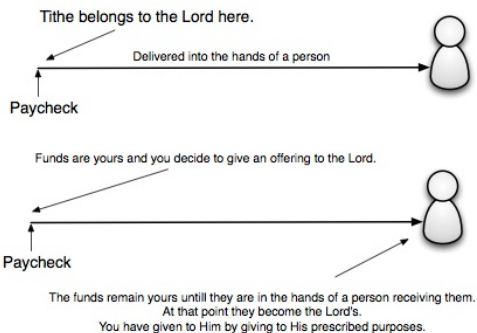 Tithe belongs to the Lord here.
Delivered into the hands of a person
Paycheck
Funds are yours and you decide to give an offering to the Lord.
Paycheck
The funds remain yours untill they are in the hands of a person receiving them.
At that point they become the Lord's.
You have given to Him by giving to His prescribed purposes.